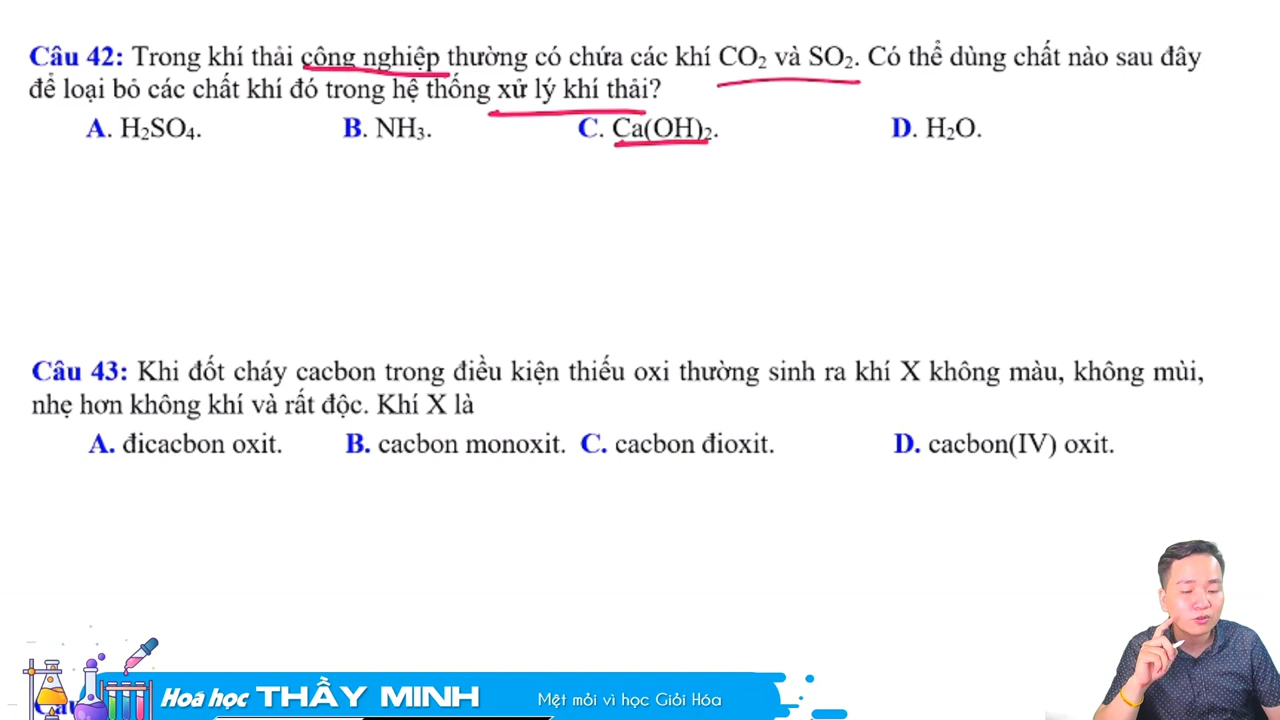 Câu 42: Trong khí thải công nghiệp thường có chứa các khí CO₂ và SO₂. Có thể dùng chất nào sau đây
để loại bỏ các chất khí đó trong hệ thống xử lý khí thải?
A. H₂SO₄. B. NH₃. C. Ca(OH)₂. D. H₂O.
Câu 43: Khi đốt cháy cacbon trong điều kiện thiếu oxi thường sinh ra khí X không màu, không mùi,
nhẹ hơn không khí và rất độc. Khí X là
A. đicacbon oxit. B. cacbon monoxit. C. cacbon đioxit. D. cacbon(IV) oxit.
Hoá học THẦY MINH Mệt mỏi vì học Giỏi Hóa